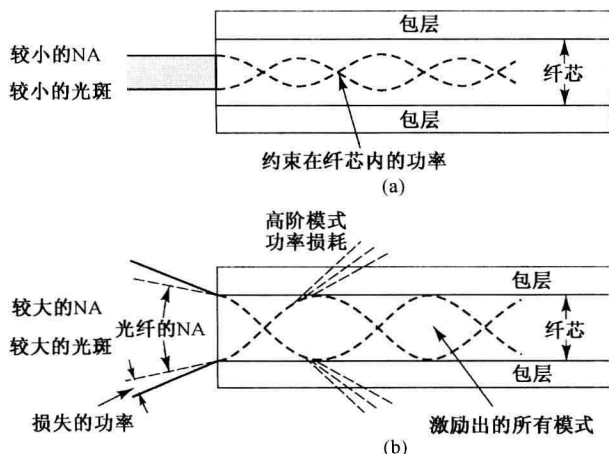 包层
较小的NA
较小的光斑
纤芯
包层
约束在纤芯内的功率
(a)
高阶模式
功率损耗
包层
较大的NA
光纤的NA
较大的光斑
纤芯
包层
损失的功率
激励出的所有模式
(b)